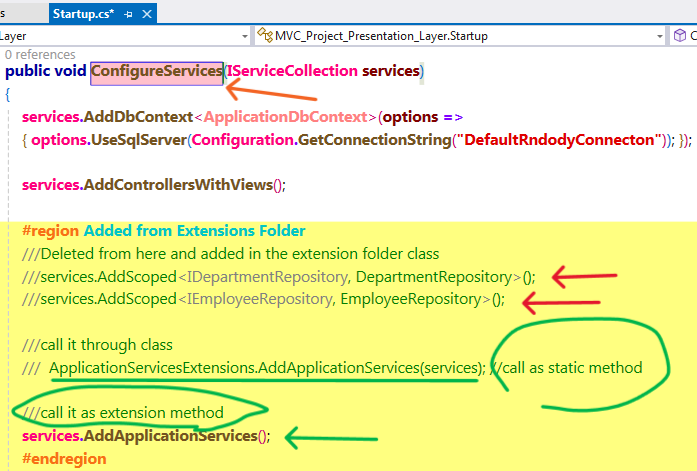 s
Startup.cs*
Layer
MVC_Project_Presentation_Layer.Startup
C
0 references
public void ConfigureServices(IServiceCollection services)
{
services.AddDbContext<ApplicationDbContext>(options =>
{ options.UseSqlServer(Configuration.GetConnectionString("DefaultRndodyConnecton")); });
services.AddControllersWithViews();
#region Added from Extensions Folder
///Deleted from here and added in the extension folder class
///services.AddScoped<IDepartmentRepository, DepartmentRepository>();
///services.AddScoped<IEmployeeRepository, EmployeeRepository>();
///call it through class
/// ApplicationServicesExtensions.AddApplicationServices(services); //call as static method
///call it as extension method
services.AddApplicationServices();
#endregion